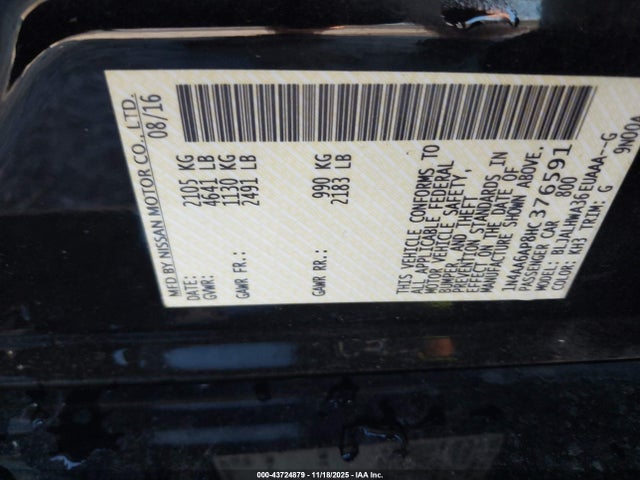 MFD BY NISSAN MOTOR CO., LTD.
DATE: 08/16
GVWR: 2105 KG
4641 LB
GAWR FR.: 1130 KG
2491 LB
GAWR RR.: 990 KG
2183 LB
THIS VEHICLE CONFORMS TO
ALL APPLICABLE FEDERAL
MOTOR VEHICLE SAFETY,
BUMPER, AND THEFT
PREVENTION STANDARDS IN
EFFECT ON THE DATE OF
MANUFACTURE SHOWN ABOVE.
1N4AA6AP8HC376591
PASSENGER CAR 800
MODEL: BLJALHWA36EUAAA--G
COLOR: KH3 TRIM: G
9N00A
000-43724879 — 11/18/2025 — IAA Inc.